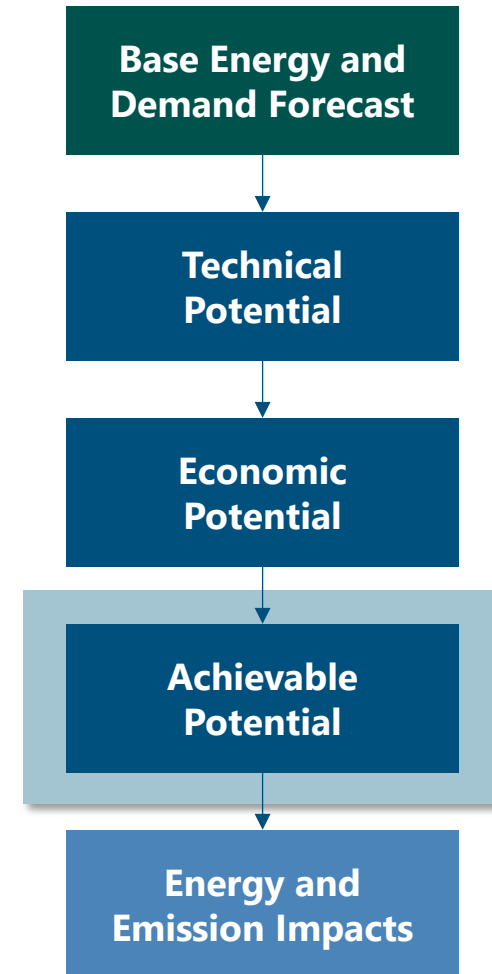 Base Energy and
Demand Forecast
Technical
Potential
Economic
Potential
Achievable
Potential
Energy and
Emission Impacts